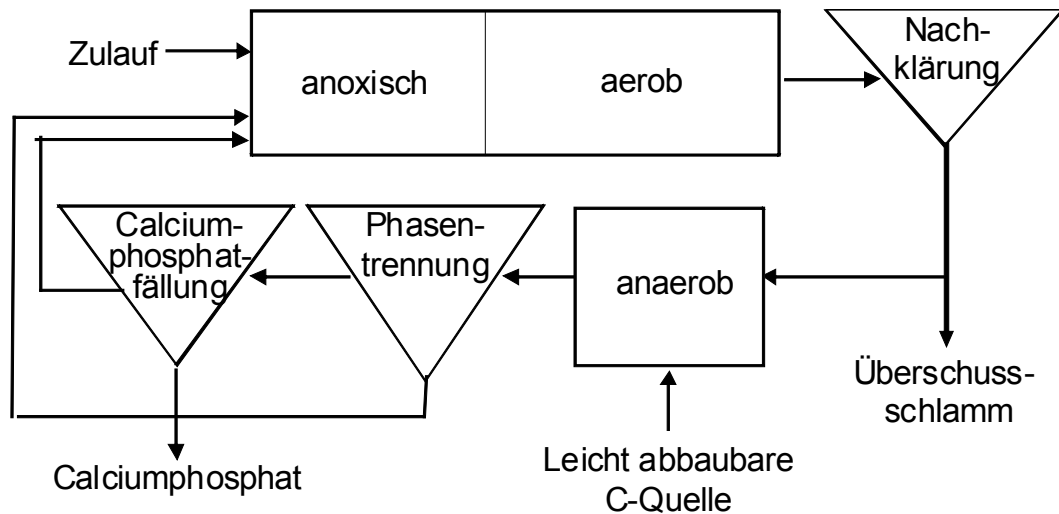 Zulauf
anoxisch
aerob
Nach-
klärung
Calcium-
phosphat-
fällung
Phasen-
trennung
anaerob
Überschuss-
schlamm
Calciumphosphat
Leicht abbaubare
C-Quelle